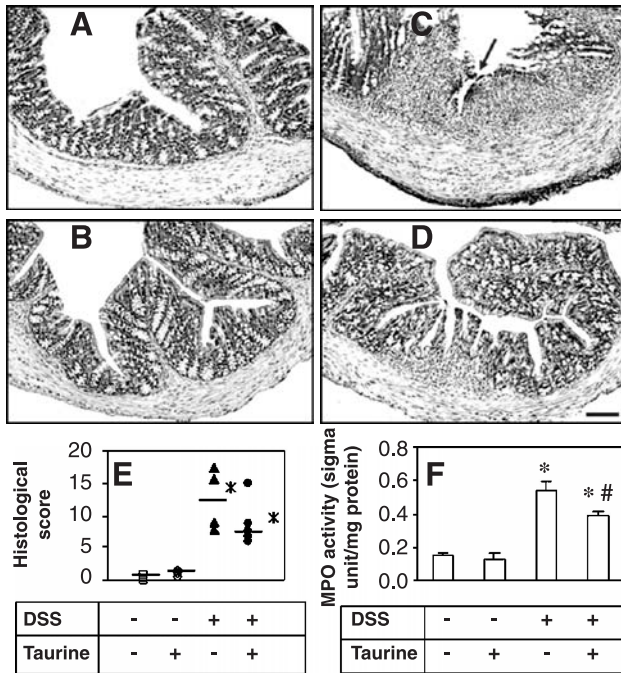 A
C
B
D
E
Histological
score
20
15
10
5
0
*
*
DSS - - + +
Taurine - + - +
F
MPO activity (sigma
unit/mg protein)
0.8
0.6
0.4
0.2
0.0
*
* #
DSS - - + +
Taurine - + - +